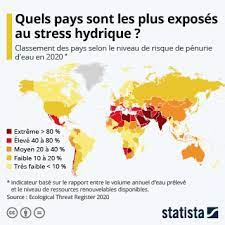 Quels pays sont les plus exposés
au stress hydrique ?
Classement des pays selon le niveau de risque de pénurie
d'eau en 2020 *
Extrême > 80 %
Élevé 40 à 80 %
Moyen 20 à 40 %
Faible 10 à 20 %
Très faible < 10 %
* Indicateur basé sur le rapport entre le volume annuel d'eau prélevé
et le niveau de ressources renouvelables disponibles.
Source : Ecological Threat Register 2020
statista